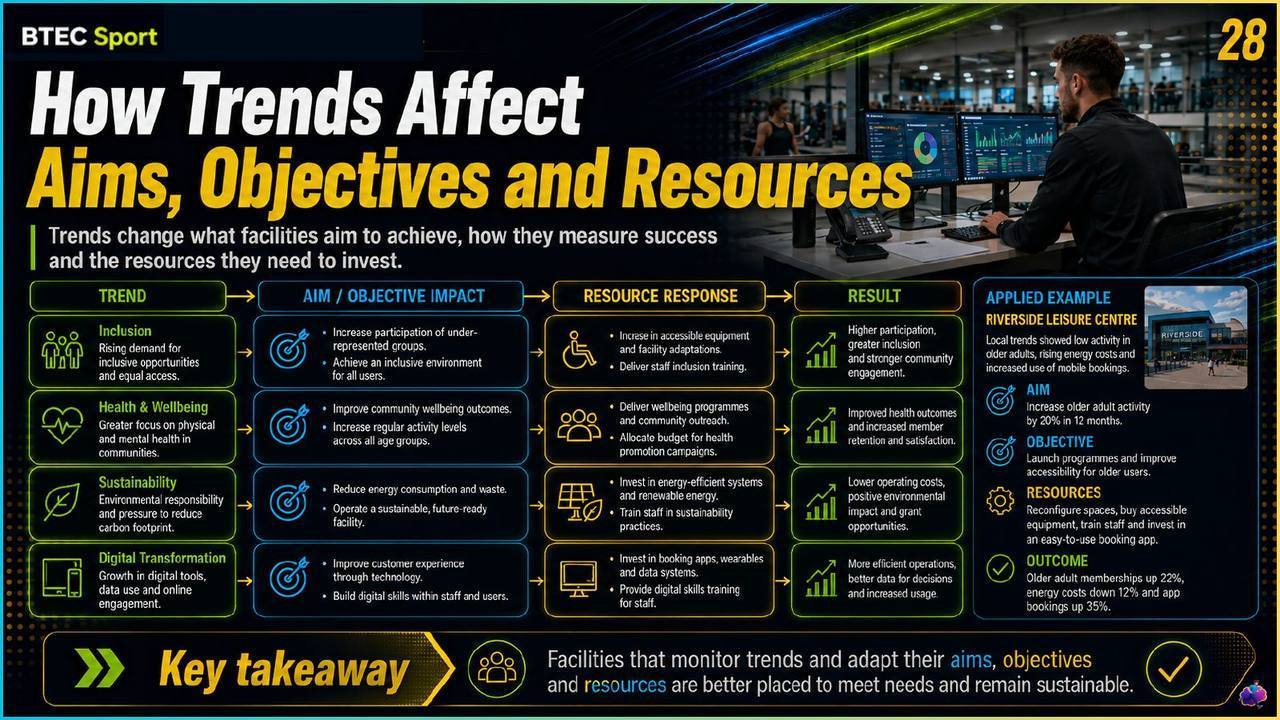 BTEC Sport
28
How Trends Affect
Aims, Objectives and Resources
Trends change what facilities aim to achieve, how they measure success
and the resources they need to invest.
TREND
AIM / OBJECTIVE IMPACT
RESOURCE RESPONSE
RESULT
Inclusion
Rising demand for
inclusive opportunities
and equal access.
• Increase participation of under-
represented groups.
• Achieve an inclusive environment
for all users.
• Increase in accessible equipment
and facility adaptations.
• Deliver staff inclusion training.
Higher participation,
greater inclusion
and stronger community
engagement.
Health & Wellbeing
Greater focus on physical
and mental health in
communities.
• Improve community wellbeing outcomes.
• Increase regular activity levels
across all age groups.
• Deliver wellbeing programmes
and community outreach.
• Allocate budget for health
promotion campaigns.
Improved health outcomes
and increased member
retention and satisfaction.
Sustainability
Environmental responsibility
and pressure to reduce
carbon footprint.
• Reduce energy consumption and waste.
• Operate a sustainable, future-ready
facility.
• Invest in energy-efficient systems
and renewable energy.
• Train staff in sustainability
practices.
Lower operating costs,
positive environmental
impact and grant
opportunities.
Digital Transformation
Growth in digital tools,
data use and online
engagement.
• Improve customer experience
through technology.
• Build digital skills within staff and users.
• Invest in booking apps, wearables
and data systems.
• Provide digital skills training
for staff.
More efficient operations,
better data for decisions
and increased usage.
APPLIED EXAMPLE
RIVERSIDE LEISURE CENTRE
Local trends showed low activity in
older adults, rising energy costs and
increased use of mobile bookings.
RIVERSIDE
AIM
Increase older adult activity
by 20% in 12 months.
OBJECTIVE
Launch programmes and improve
accessibility for older users.
RESOURCES
Reconfigure spaces, buy accessible
equipment, train staff and invest in
an easy-to-use booking app.
OUTCOME
Older adult memberships up 22%,
energy costs down 12% and app
bookings up 35%.
Key takeaway
Facilities that monitor trends and adapt their aims, objectives
and resources are better placed to meet needs and remain sustainable.